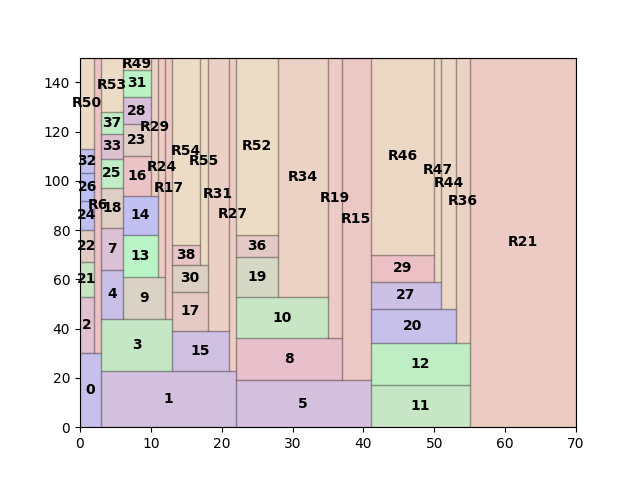 R49
R50 R53 31
37 28 R29
32 33 23 R54 R52
26 25 16 R24 R55 R46
24 R6 18 14 R17 R31 R34 R47
22 7 13 R27 R19 R44
21 4 9 38 36 R15 R36
2 3 30 19 29 R21
0 1 17 10 27
15 8 20
5 12
11
140
120
100
80
60
40
20
0
0 10 20 30 40 50 60 70